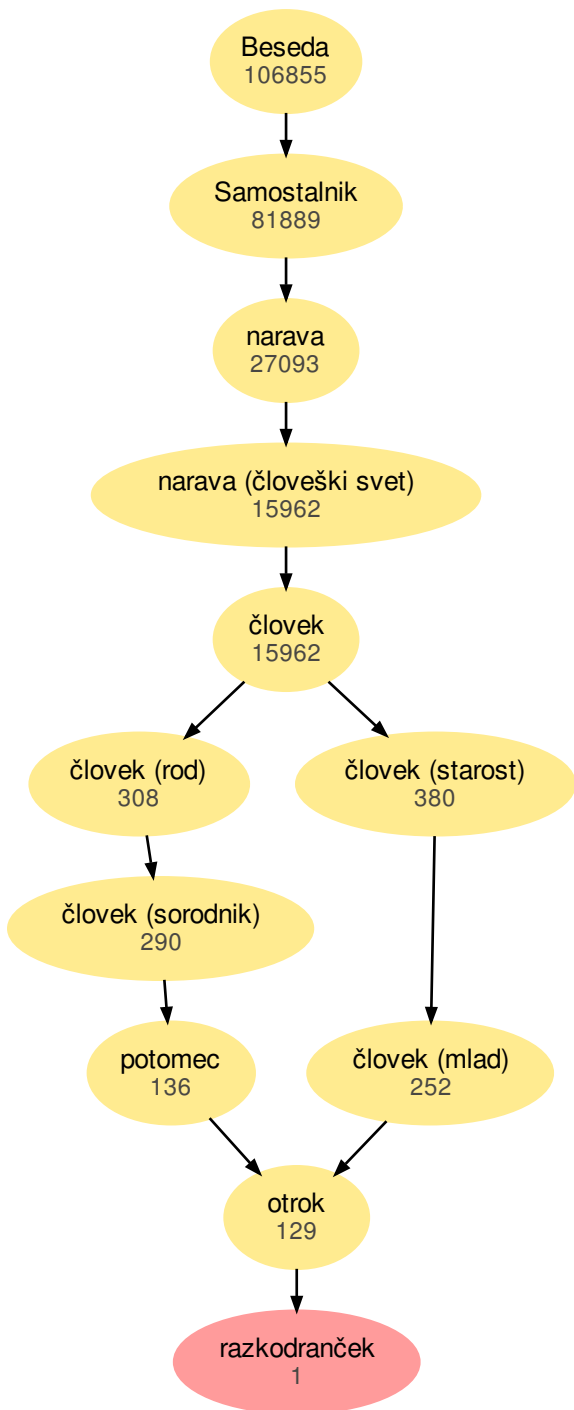 Beseda
106855
Samostalnik
81889
narava
27093
narava (človeški svet)
15962
človek
15962
človek (rod)
308
človek (starost)
380
človek (sorodnik)
290
potomec
136
človek (mlad)
252
otrok
129
razkodranček
1